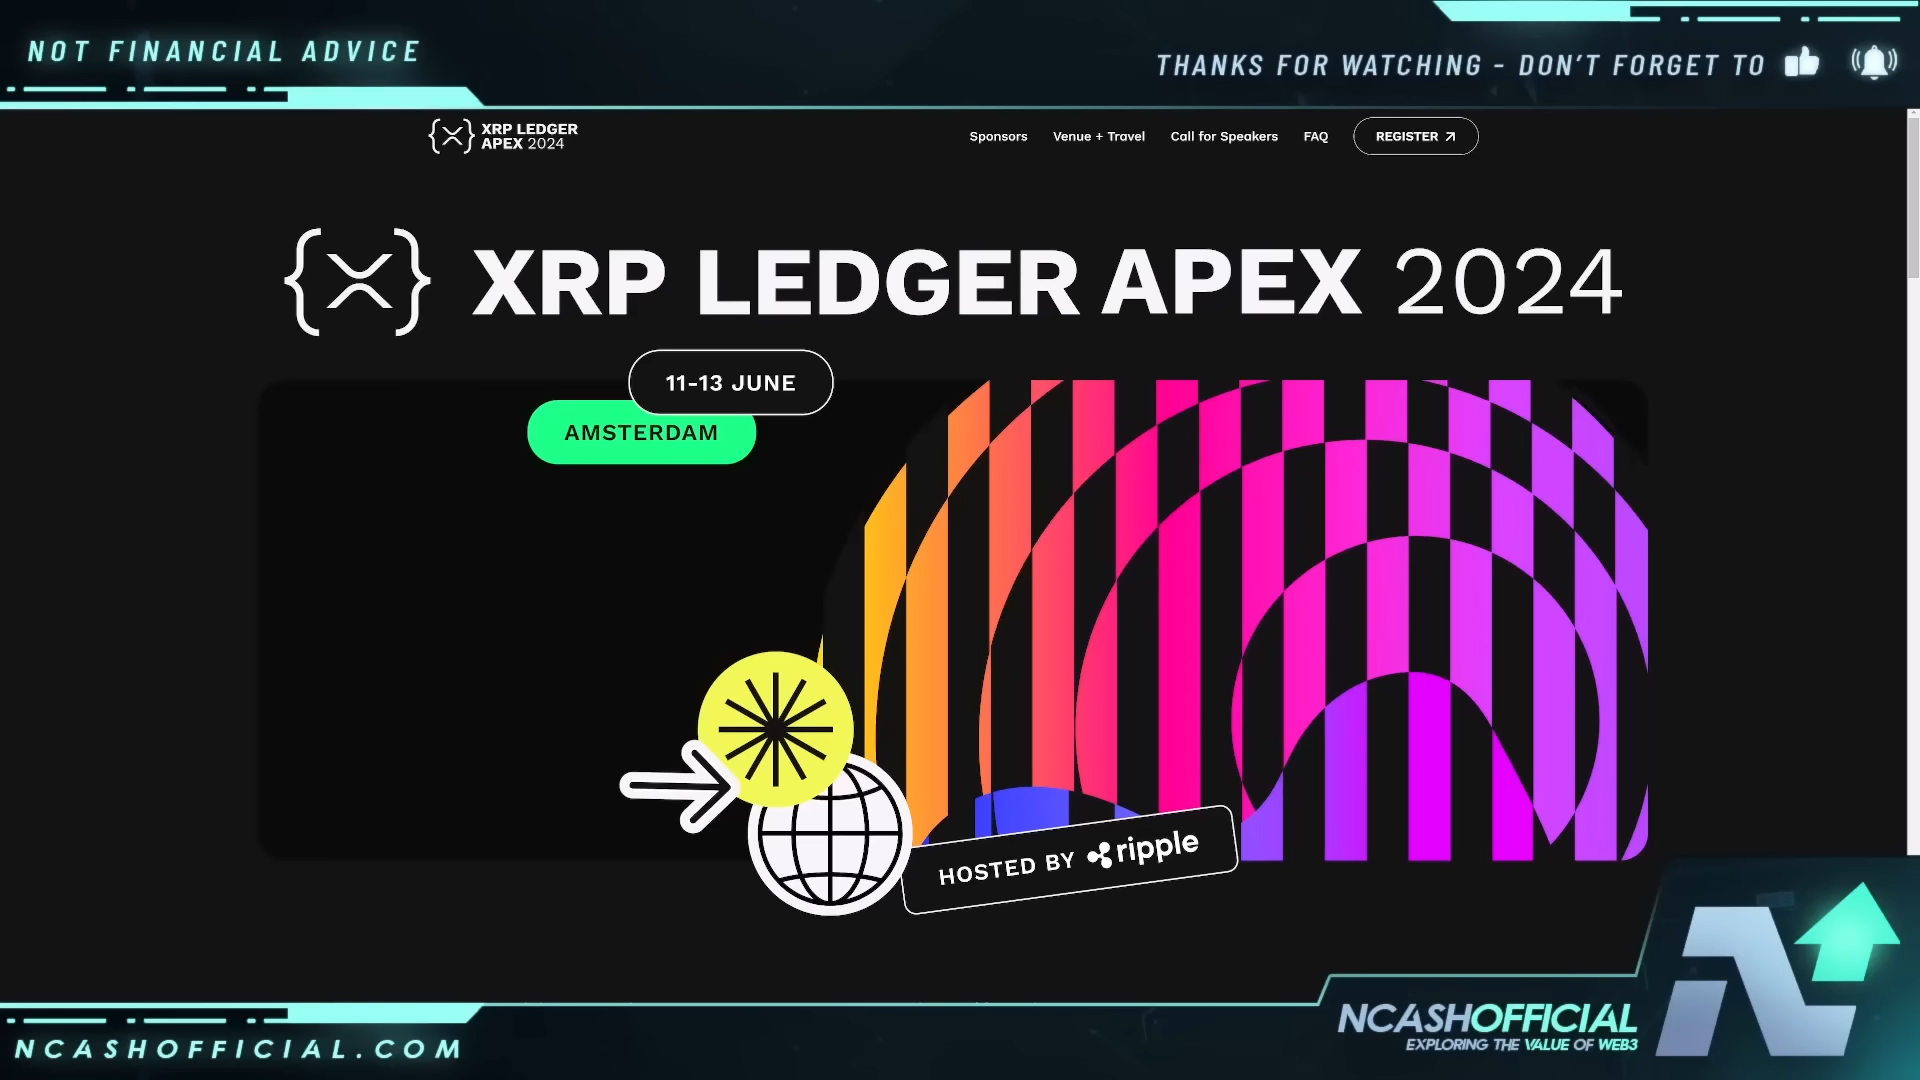 NOT FINANCIAL ADVICE
THANKS FOR WATCHING - DON'T FORGET TO
XRP LEDGER
APEX 2024
Sponsors
Venue + Travel
Call for Speakers
FAQ
REGISTER
XRP LEDGER APEX 2024
11-13 JUNE
AMSTERDAM
HOSTED BY ripple
NCASHOFFICIAL
EXPLORING THE VALUE OF WEB3
NCASHOFFICIAL.COM